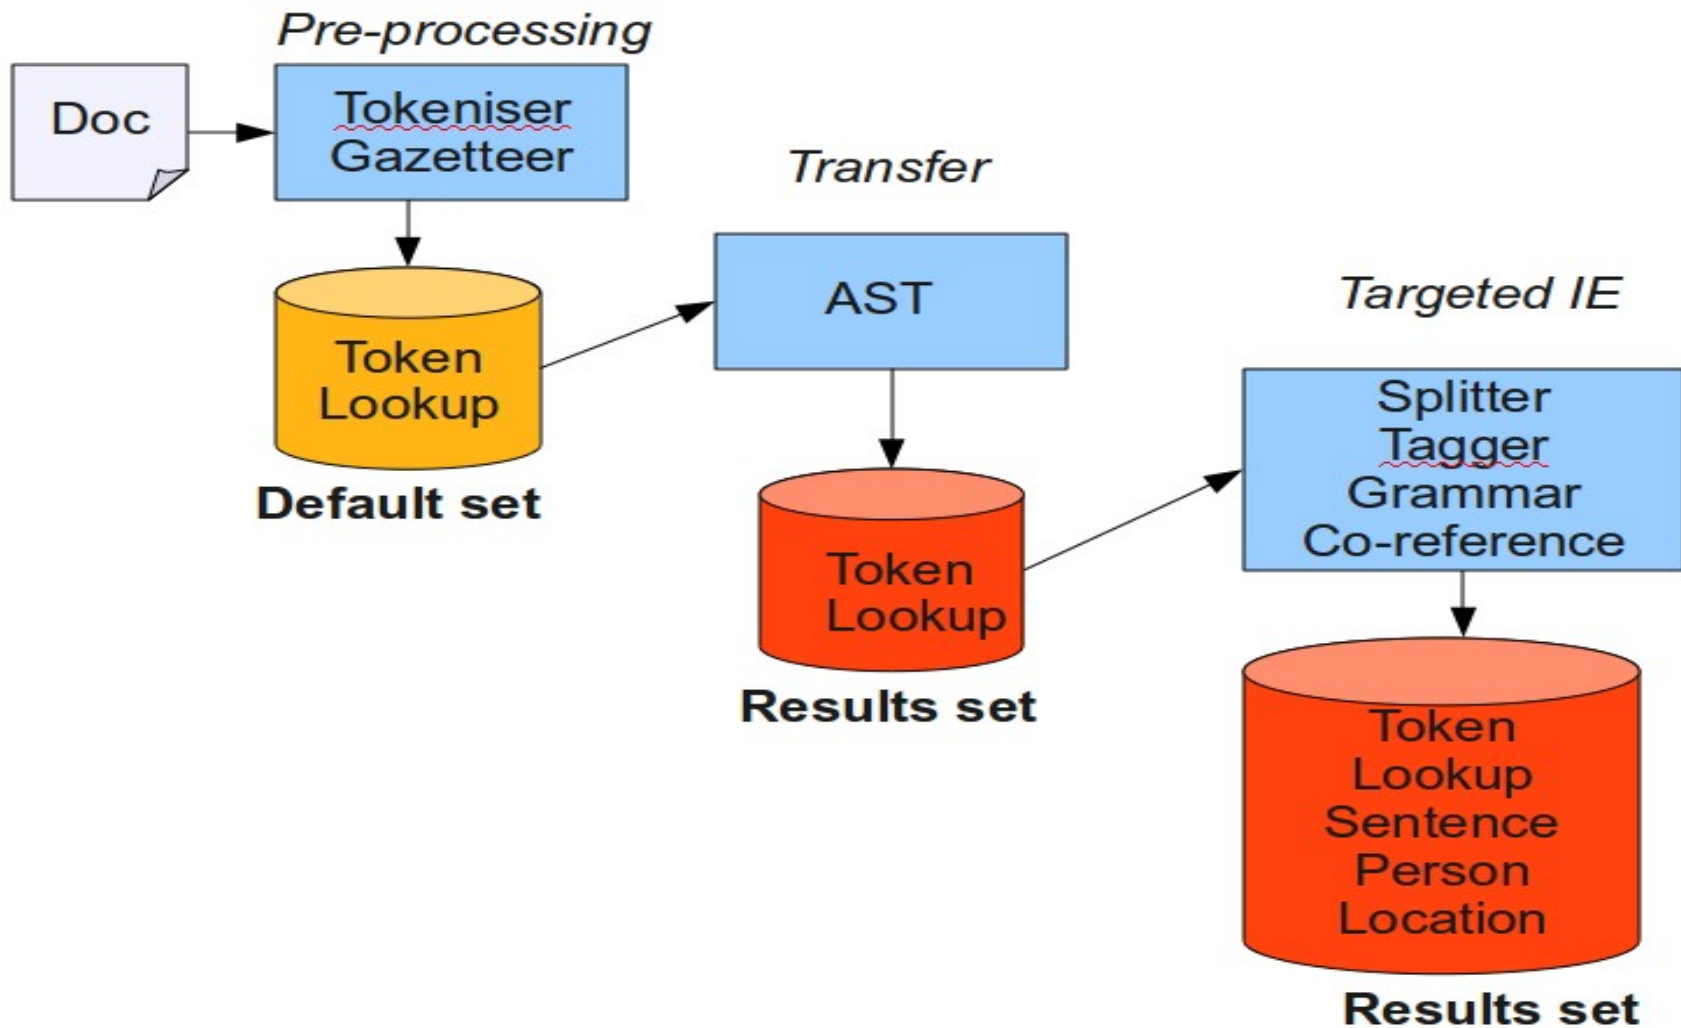 Pre-processing
Doc
Tokeniser
Gazetteer
Transfer
Token
Lookup
Default set
AST
Targeted IE
Token
Lookup
Results set
Splitter
Tagger
Grammar
Co-reference
Token
Lookup
Sentence
Person
Location
Results set